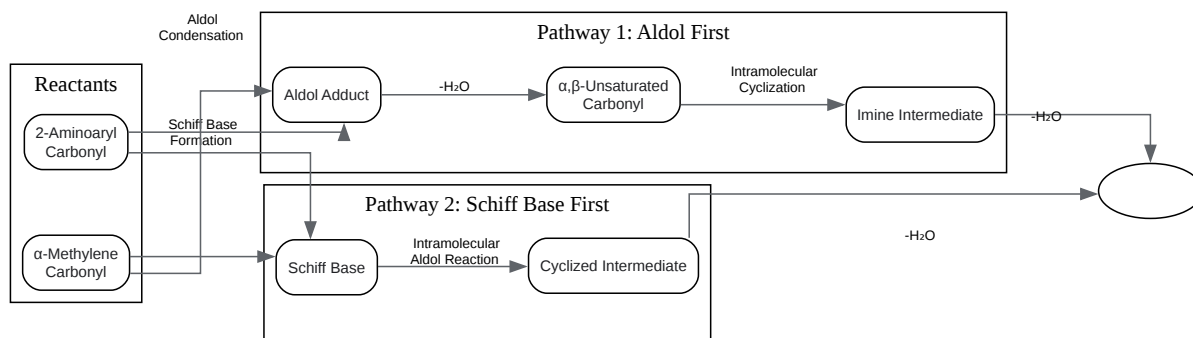 Aldol
Condensation
Pathway 1: Aldol First
Reactants
Aldol Adduct
-H₂O
α,β-Unsaturated
Carbonyl
Intramolecular
Cyclization
Imine Intermediate
-H₂O
2-Aminoaryl
Carbonyl
Schiff Base
Formation
Pathway 2: Schiff Base First
α-Methylene
Carbonyl
Schiff Base
Intramolecular
Aldol Reaction
Cyclized Intermediate
-H₂O